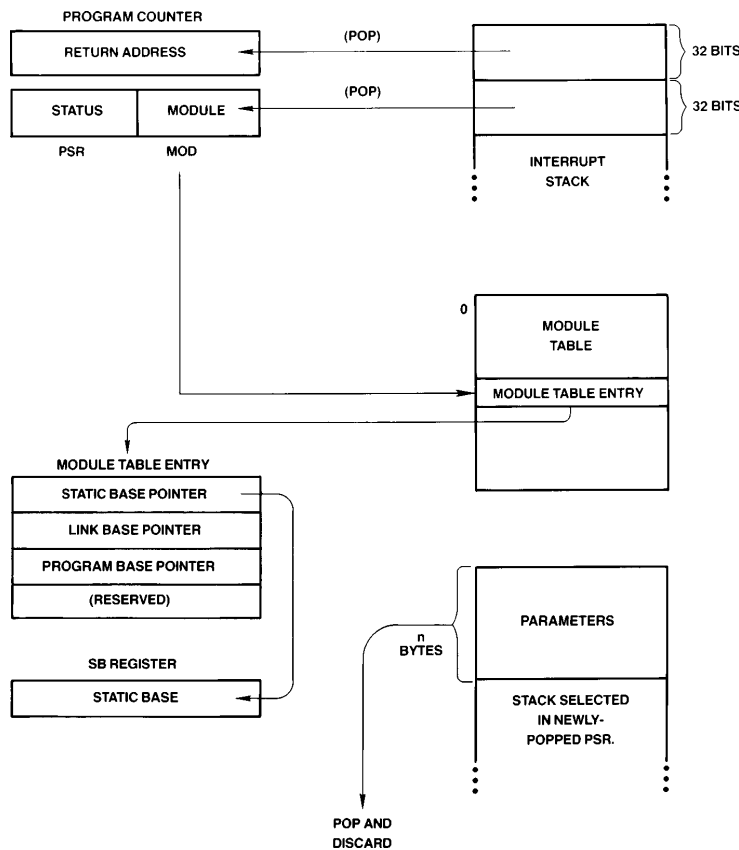 PROGRAM COUNTER
RETURN ADDRESS
(POP)
32 BITS
STATUS
MODULE
(POP)
32 BITS
PSR
MOD
INTERRUPT
STACK
0
MODULE
TABLE
MODULE TABLE ENTRY
MODULE TABLE ENTRY
STATIC BASE POINTER
LINK BASE POINTER
PROGRAM BASE POINTER
(RESERVED)
SB REGISTER
STATIC BASE
n
BYTES
PARAMETERS
STACK SELECTED
IN NEWLY-
POPPED PSR.
POP AND
DISCARD